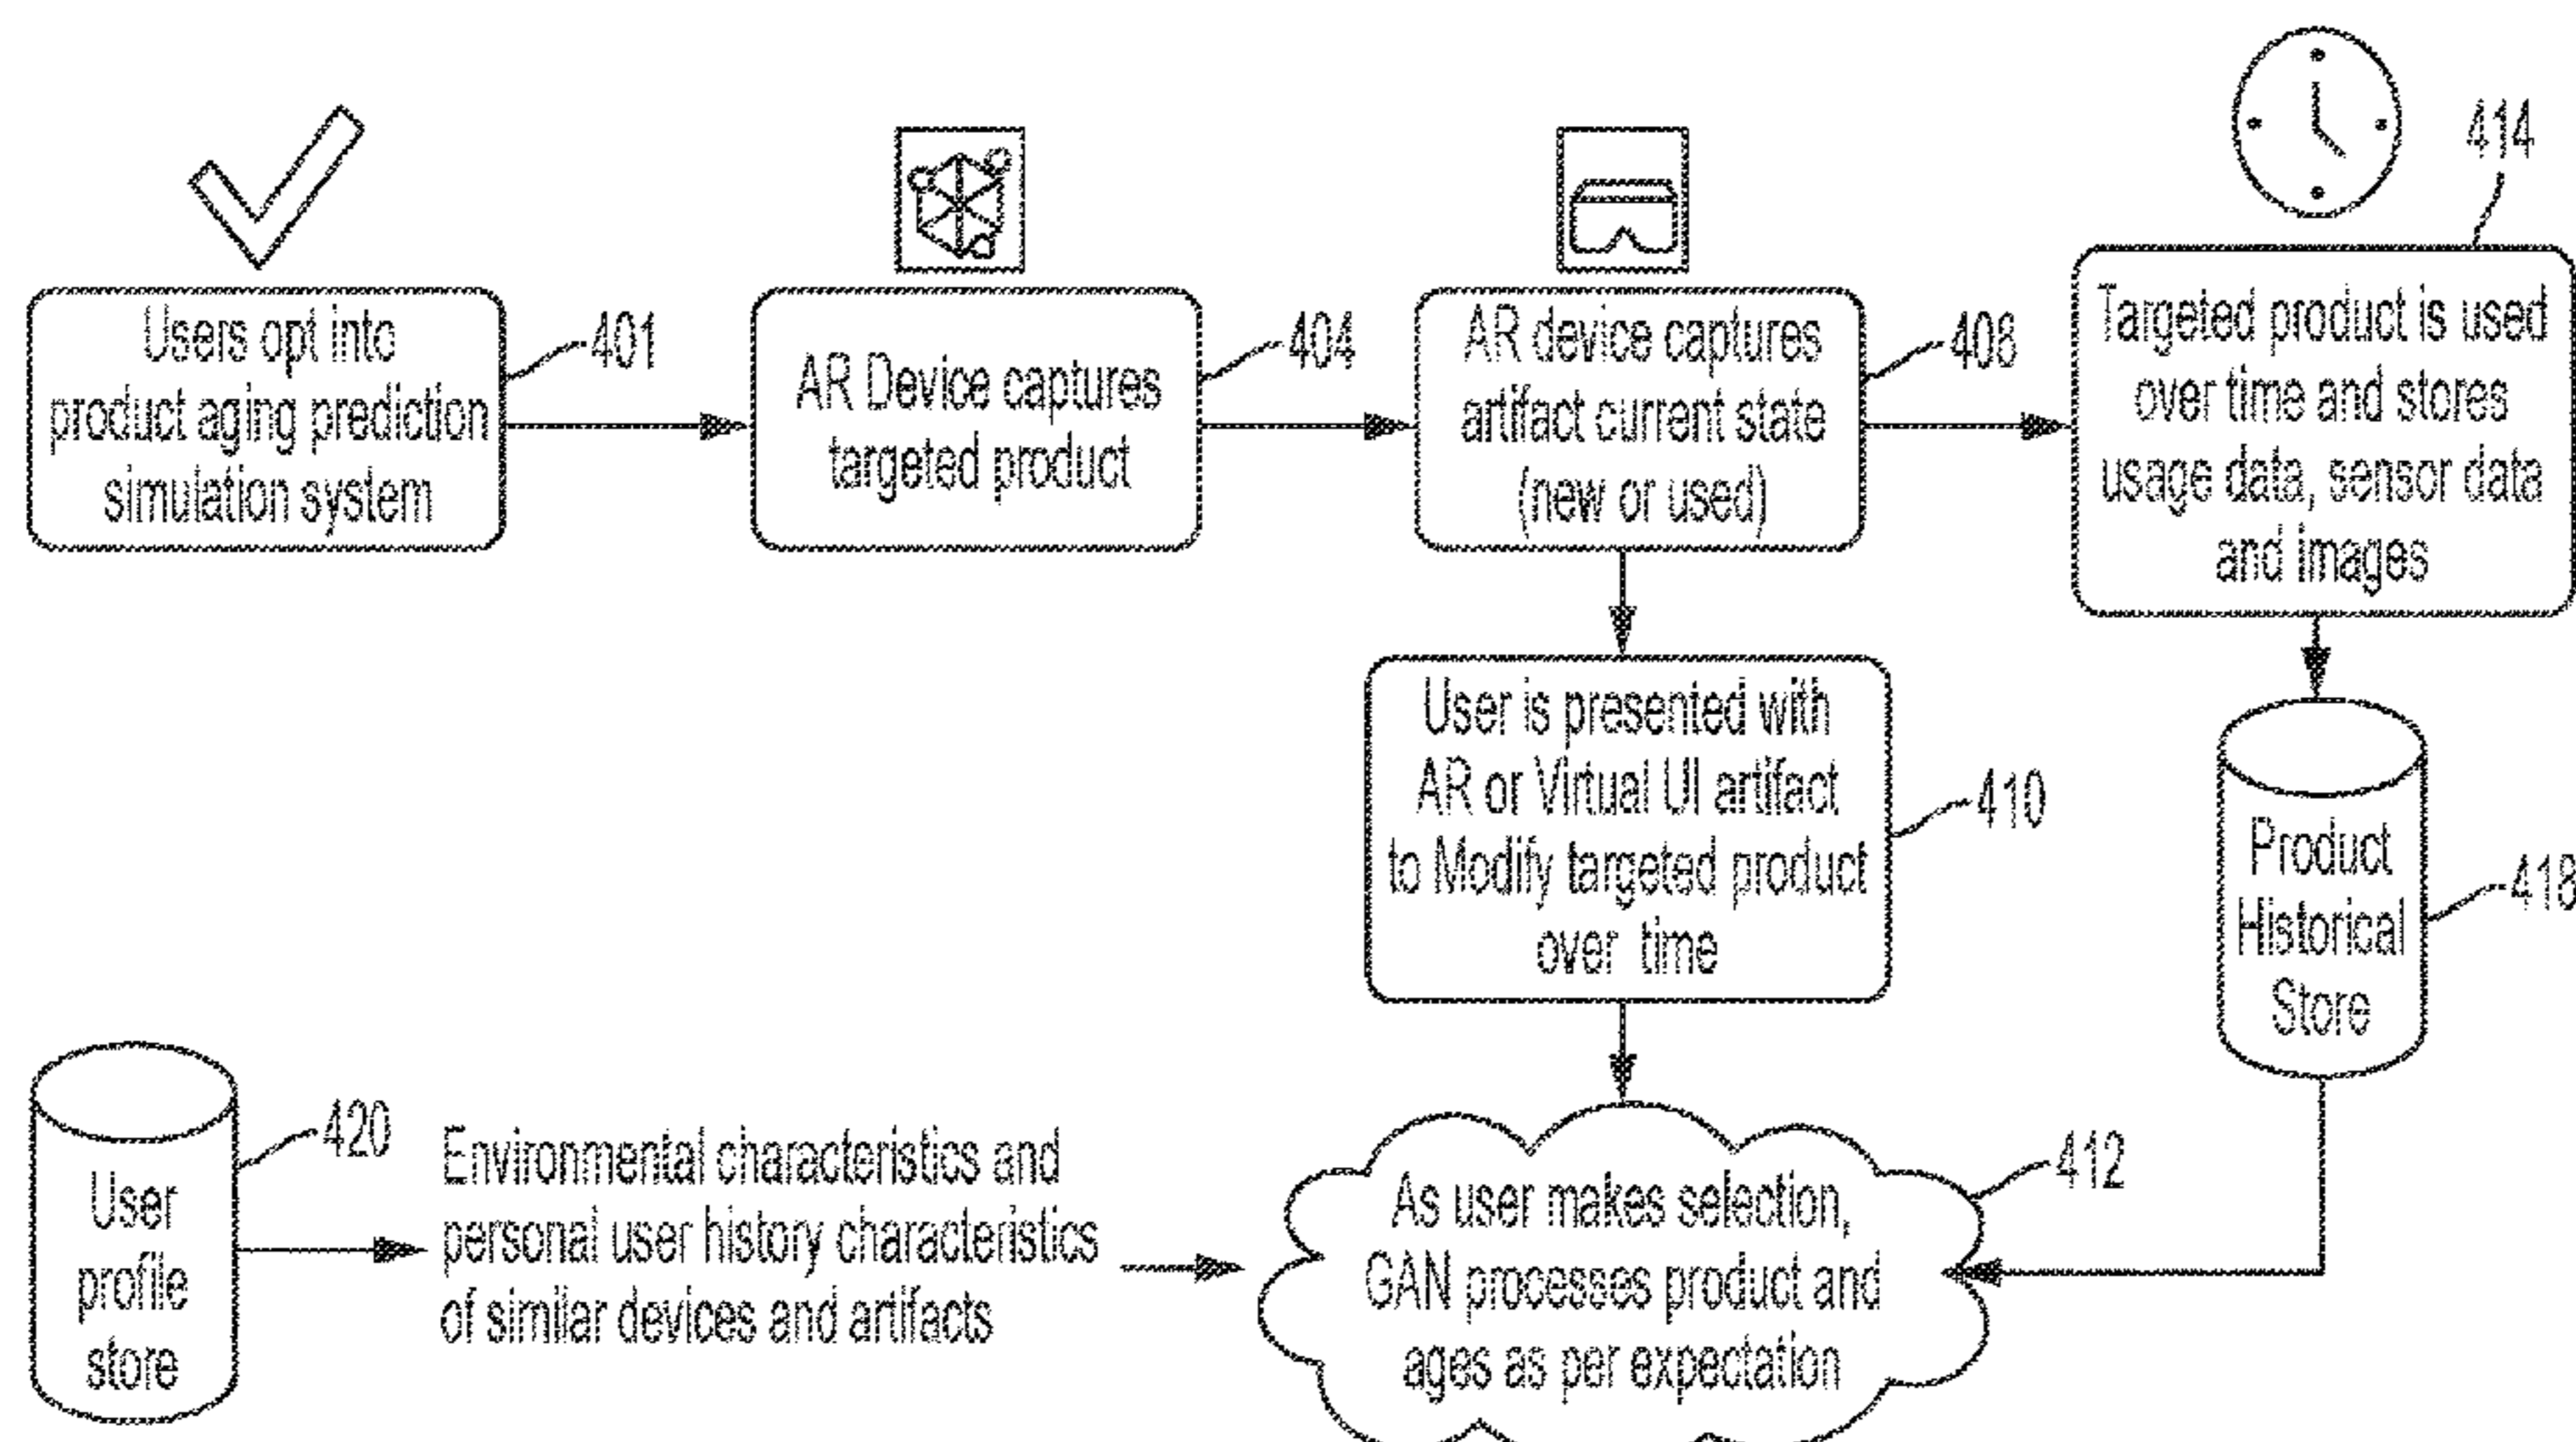 Users opt into
product aging prediction
simulation system
401
AR Device captures
targeted product
404
AR device captures
artifact current state
(new or used)
408
Targeted product is used
over time and stores
usage data, sensor data
and images
414
User is presented with
AR or Virtual UI artifact
to Modify targeted product
over time
410
Product
Historical
Store
418
User
profile
store
420
Environmental characteristics and
personal user history characteristics
of similar devices and artifacts
As user makes selection,
GAN processes product and
ages as per expectation
412